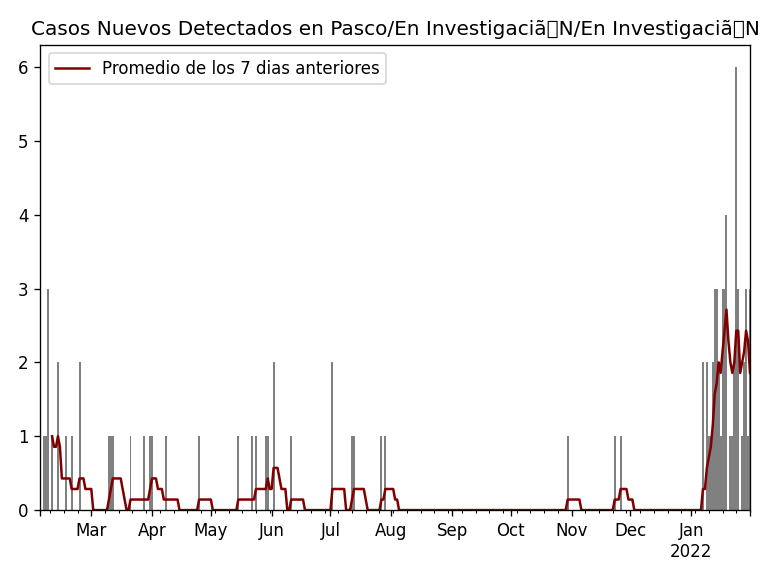 Casos Nuevos Detectados en Pasco/En Investigaciã▯N/En Investigaciã▯N
Promedio de los 7 dias anteriores
6
5
4
3
2
1
0
Mar Apr May Jun Jul Aug Sep Oct Nov Dec Jan
2022